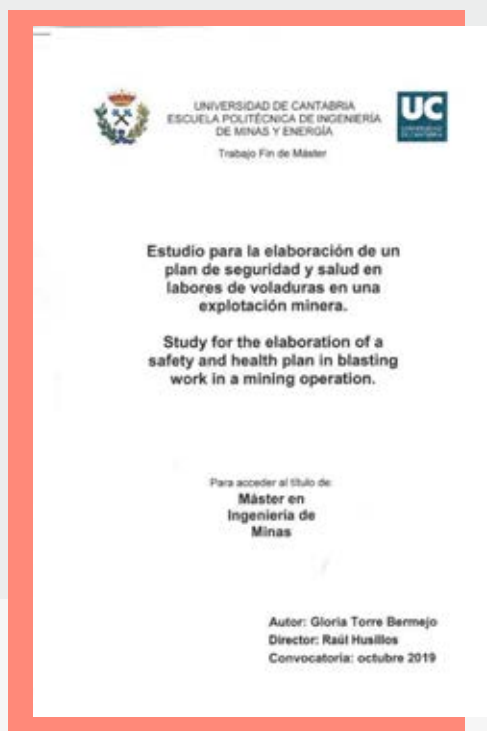 UNIVERSIDAD DE CANTABRIA
ESCUELA POLITÉCNICA DE INGENIERÍA
DE MINAS Y ENERGÍA
Trabajo Fin de Máster
UC
Estudio para la elaboración de un
plan de seguridad y salud en
labores de voladuras en una
explotación minera.
Study for the elaboration of a
safety and health plan in blasting
work in a mining operation.
Para acceder al título de:
Máster en
Ingeniería de
Minas
Autor: Gloria Torre Bermejo
Director: Raúl Husillos
Convocatoria: octubre 2019